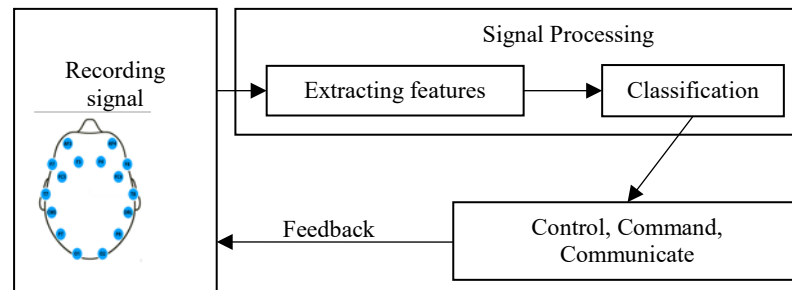 Signal Processing
Recording
signal
Extracting features
Classification
Feedback
Control, Command,
Communicate